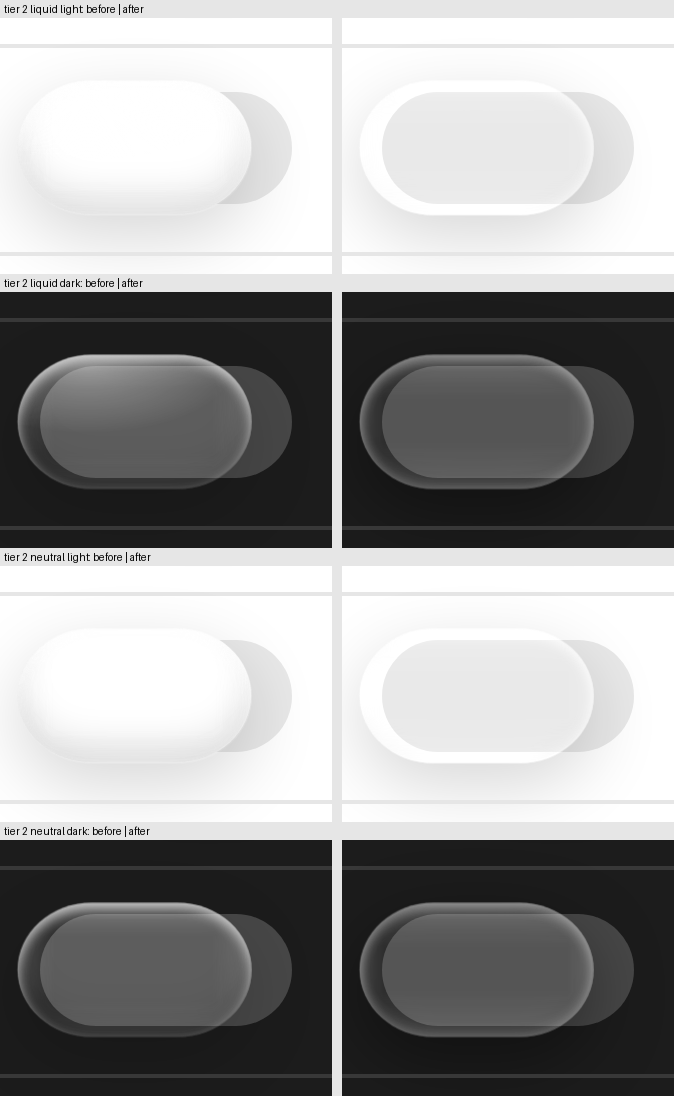 tier 2 liquid light: before | after
tier 2 liquid dark: before | after
tier 2 neutral light: before | after
tier 2 neutral dark: before | after